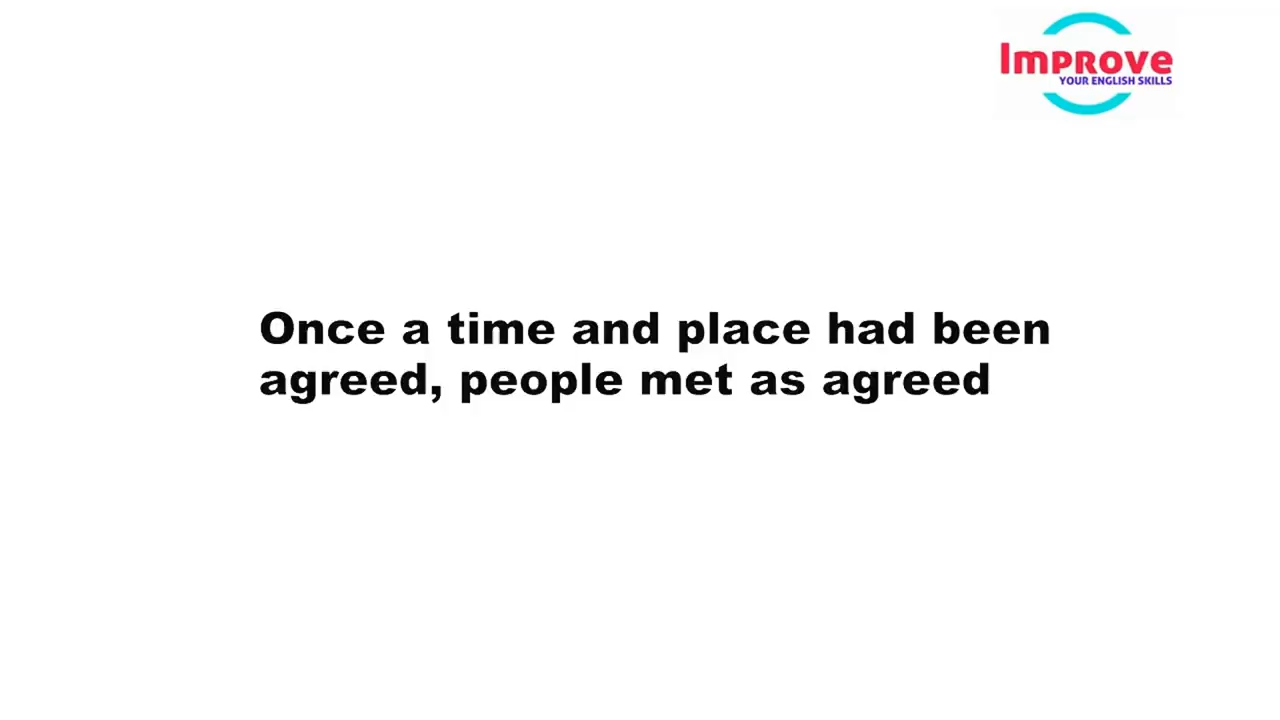 Improve
YOUR ENGLISH SKILLS
Once a time and place had been
agreed, people met as agreed